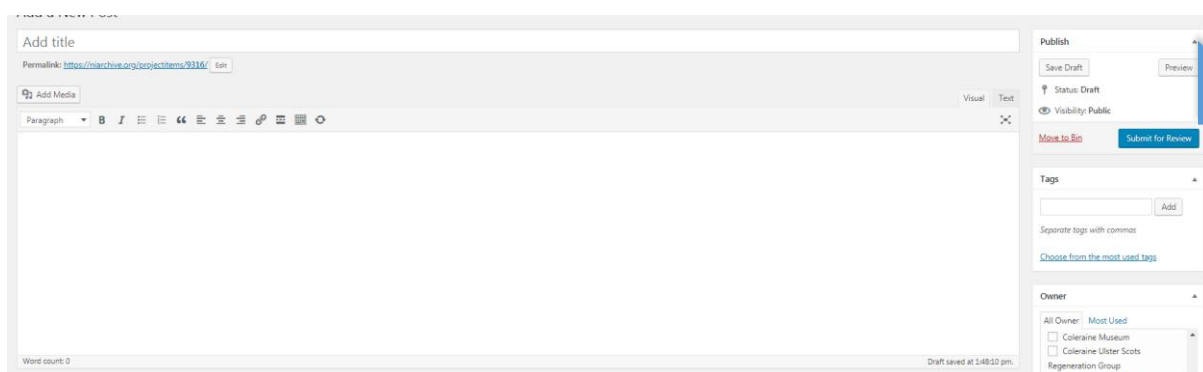 Add a New Post
Add title
Permalink: https://niarchive.org/projectitems/9316/ Edit
Add Media
Visual Text
Paragraph B I
Word count: 0
Draft saved at 1:48:10 pm.
Publish
Save Draft Preview
Status: Draft
Visibility: Public
Move to Bin Submit for Review
Tags
Add
Separate tags with commas
Choose from the most used tags
Owner
All Owner Most Used
Coleraine Museum
Coleraine Ulster Scots
Regeneration Group